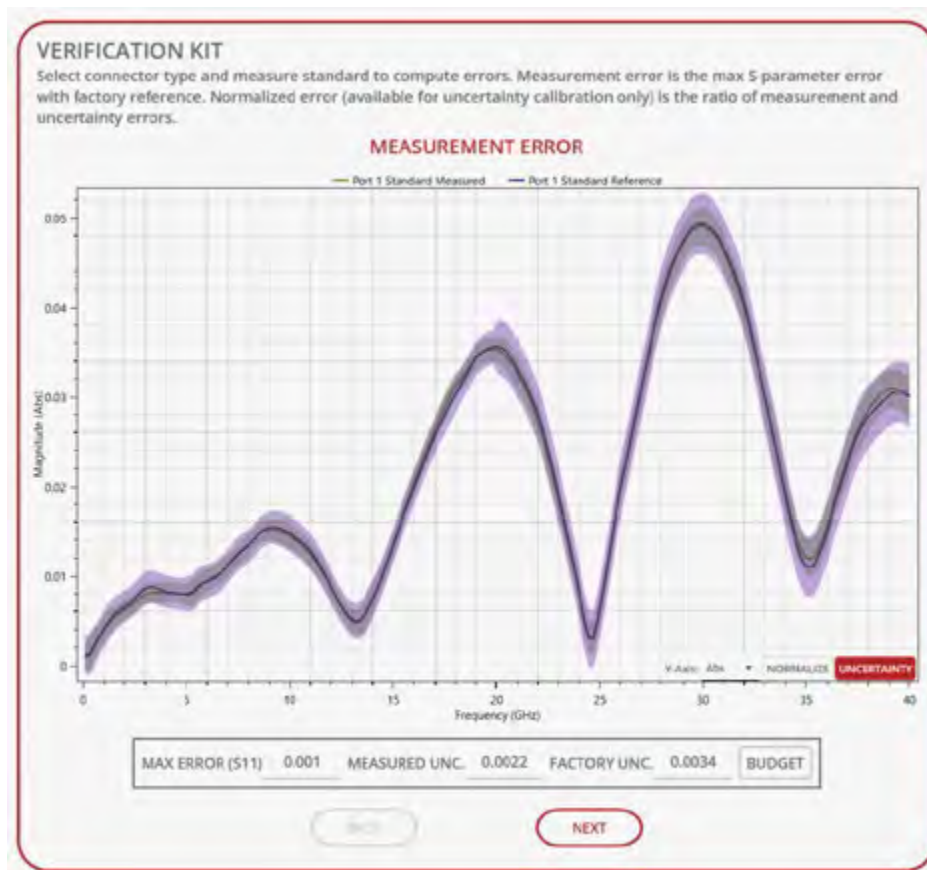 VERIFICATION KIT
Select connector type and measure standard to compute errors. Measurement error is the max S-parameter error
with factory reference. Normalized error (available for uncertainty calibration only) is the ratio of measurement and
uncertainty errors.
MEASUREMENT ERROR
Port 1 Standard Measured Port 1 Standard Reference
0.05
0.04
0.03
0.02
0.01
0
Magnitude (Abs)
Y-Axis: Abs NORMALIZE UNCERTAINTY
0 5 10 15 20 25 30 35 40
Frequency (GHz)
MAX ERROR (S11) 0.001 MEASURED UNC. 0.0022 FACTORY UNC. 0.0034 BUDGET
NEXT